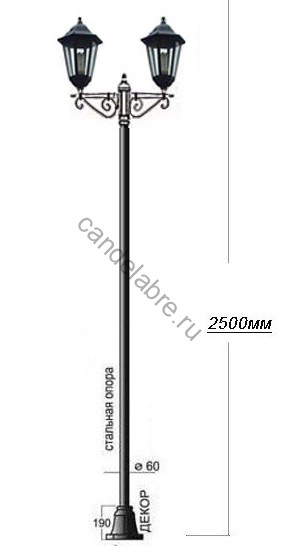 candelabre.ru
2500мм
стальная опора
⌀ 60
190
ДЕКОР